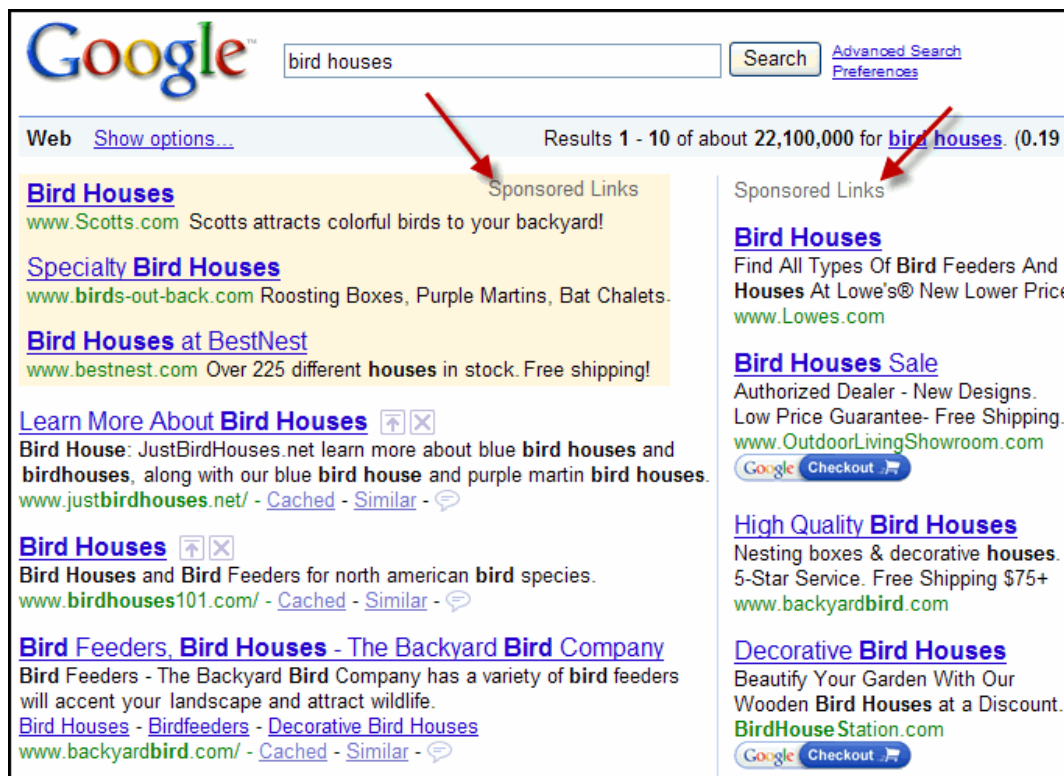 Google™
bird houses
Search
Advanced Search
Preferences
Web Show options...
Results 1 - 10 of about 22,100,000 for bird houses. (0.19
Bird Houses
Sponsored Links
www.Scotts.com Scotts attracts colorful birds to your backyard!
Specialty Bird Houses
www.birds-out-back.com Roosting Boxes, Purple Martins, Bat Chalets.
Bird Houses at BestNest
www.bestnest.com Over 225 different houses in stock. Free shipping!
Learn More About Bird Houses
Bird House: JustBirdHouses.net learn more about blue bird houses and
birdhouses, along with our blue bird house and purple martin bird houses.
www.justbirdhouses.net/ - Cached - Similar -
Bird Houses
Bird Houses and Bird Feeders for north american bird species.
www.birdhouses101.com/ - Cached - Similar -
Bird Feeders, Bird Houses - The Backyard Bird Company
Bird Feeders - The Backyard Bird Company has a variety of bird feeders
will accent your landscape and attract wildlife.
Bird Houses - Birdfeeders - Decorative Bird Houses
www.backyardbird.com/ - Cached - Similar -
Sponsored Links
Bird Houses
Find All Types Of Bird Feeders And
Houses At Lowe's® New Lower Price
www.Lowes.com
Bird Houses Sale
Authorized Dealer - New Designs.
Low Price Guarantee- Free Shipping.
www.OutdoorLivingShowroom.com
Google Checkout
High Quality Bird Houses
Nesting boxes & decorative houses.
5-Star Service. Free Shipping $75+
www.backyardbird.com
Decorative Bird Houses
Beautify Your Garden With Our
Wooden Bird Houses at a Discount.
BirdHouseStation.com
Google Checkout